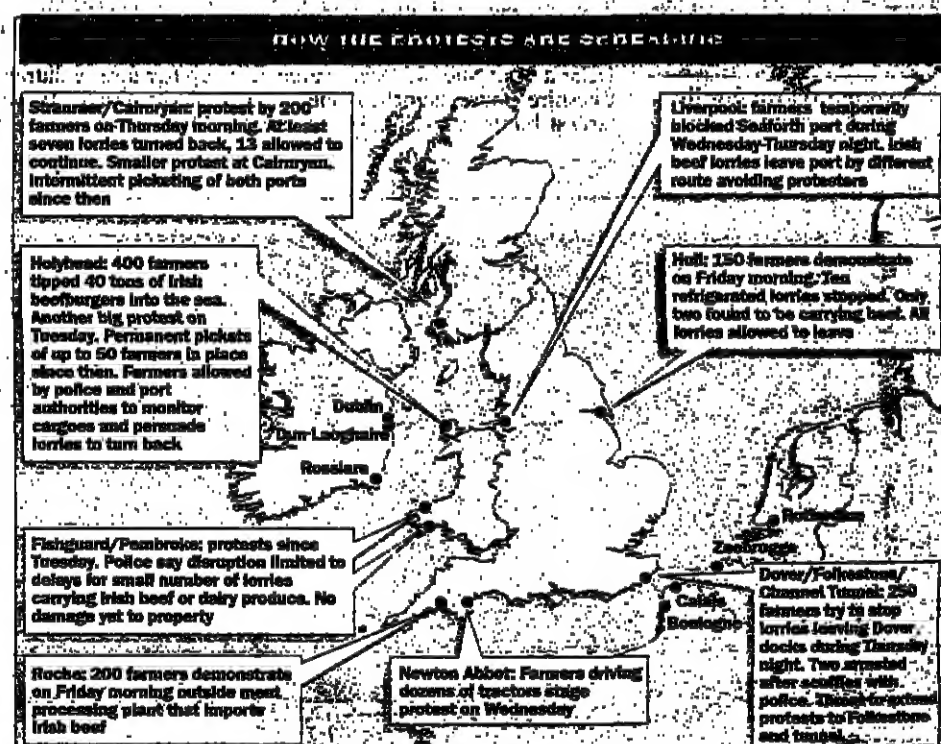 HOW THE PROTESTS ARE SPREADING
Stranraer/Cairnryan: protest by 200
farmers on Thursday morning. At least
seven lorries turned back, 13 allowed to
continue. Smaller protest at Cairnryan.
Intermittent picketing of both ports
since then
Liverpool: farmers temporarily
blocked Seaforth port during
Wednesday-Thursday night. Irish
beef lorries leave port by different
route avoiding protesters
Holyhead: 400 farmers
tipped 40 tons of Irish
beefburgers into the sea.
Another big protest on
Tuesday. Permanent pickets
of up to 50 farmers in place
since then. Farmers allowed
by police and port
authorities to monitor
cargoes and persuade
lorries to turn back
Hull: 150 farmers demonstrate
on Friday morning. Ten
refrigerated lorries stopped. Only
two found to be carrying beef. All
lorries allowed to leave
Dublin
Dun Laoghaire
Rosslare
Rotterdam
Zeebrugge
Calais
Boulogne
Fishguard/Pembroke: protests since
Tuesday. Police say disruption limited to
delays for small number of lorries
carrying Irish beef or dairy produce. No
damage yet to property
Roche: 200 farmers demonstrate
on Friday morning outside meat
processing plant that imports
Irish beef
Newton Abbot: Farmers driving
dozens of tractors stage
protest on Wednesday
Dover/Folkestone/
Channel Tunnel: 250
farmers try to stop
lorries leaving Dover
docks during Thursday
night. Two arrested
after scuffles with
police. Threat to extend
protests to Folkestone
and tunnel